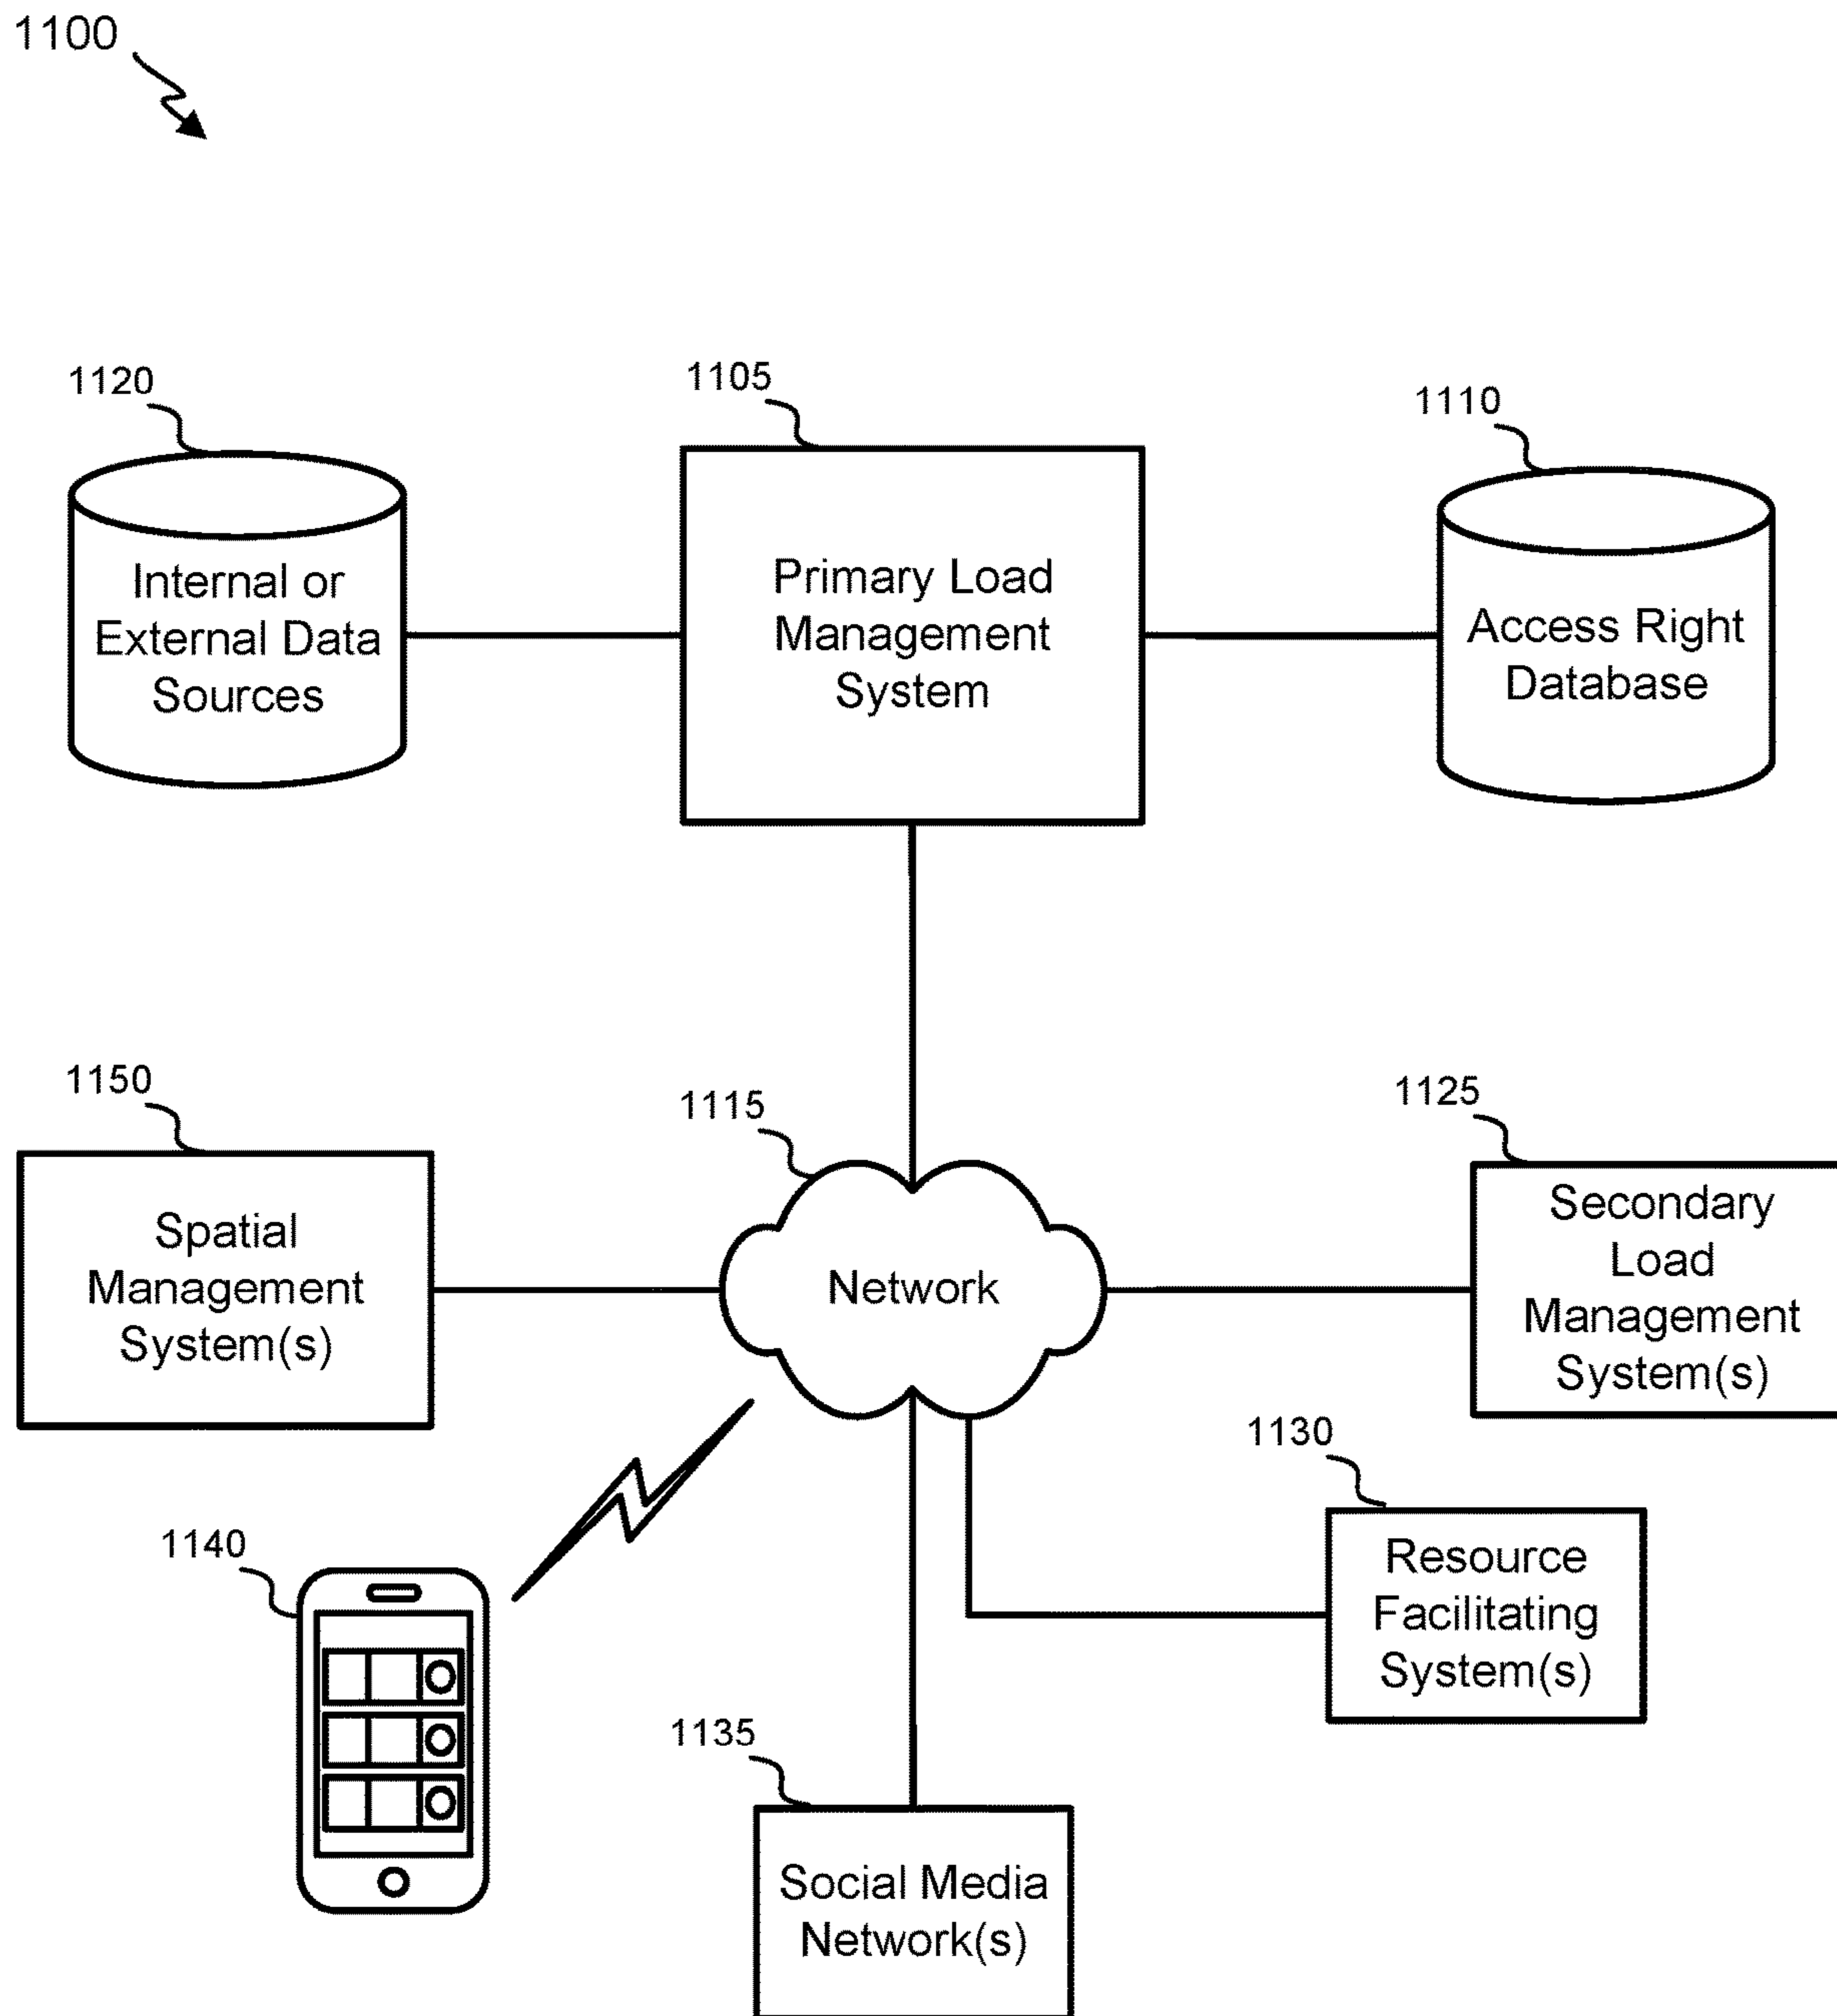 1100
1120
1105
1110
Internal or
External Data
Sources
Primary Load
Management
System
Access Right
Database
1150
1115
1125
Spatial
Management
System(s)
Network
Secondary
Load
Management
System(s)
1130
1140
Resource
Facilitating
System(s)
1135
Social Media
Network(s)